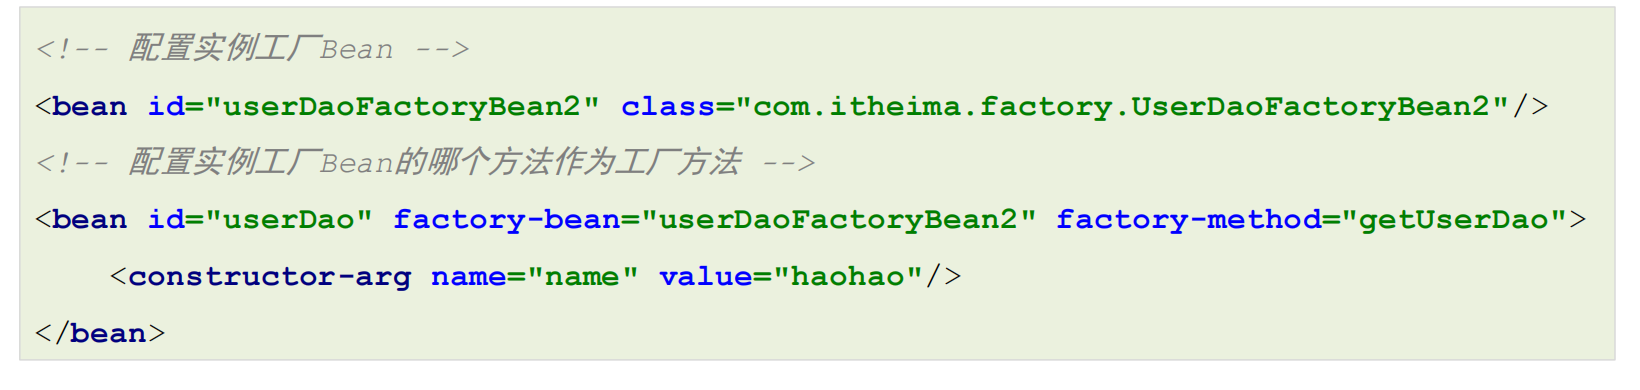 <!-- 配置实例工厂Bean -->
<bean id="userDaoFactoryBean2" class="com.itheima.factory.UserDaoFactoryBean2"/>
<!-- 配置实例工厂Bean的哪个方法作为工厂方法 -->
<bean id="userDao" factory-bean="userDaoFactoryBean2" factory-method="getUserDao">
    <constructor-arg name="name" value="haohao"/>
</bean>